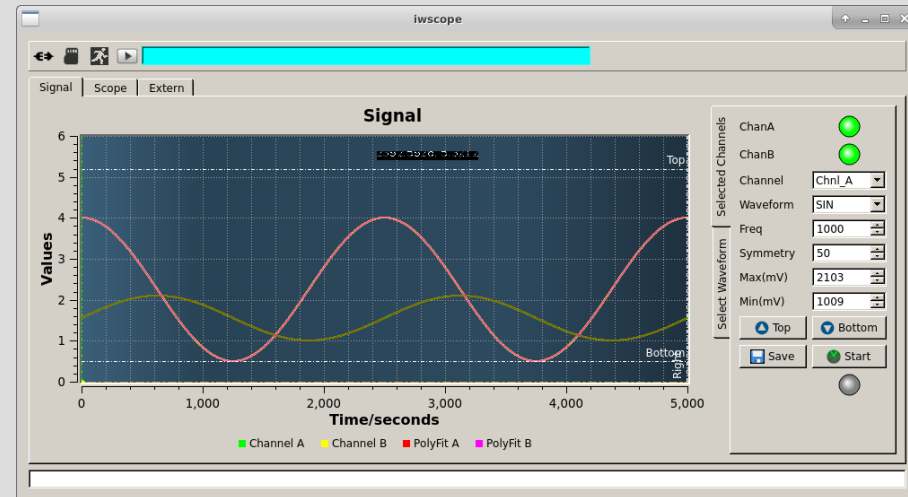 iwscope
Signal Scope Extern
Signal
Values
6
5
4
3
2
1
0
Top
Bottom
Right
0 1,000 2,000 3,000 4,000 5,000
Time/seconds
Channel A Channel B PolyFit A PolyFit B
Selected Channels
Select Waveform
ChanA
ChanB
Channel Chnl_A
Waveform SIN
Freq 1000
Symmetry 50
Max(mV) 2103
Min(mV) 1009
Top Bottom
Save Start